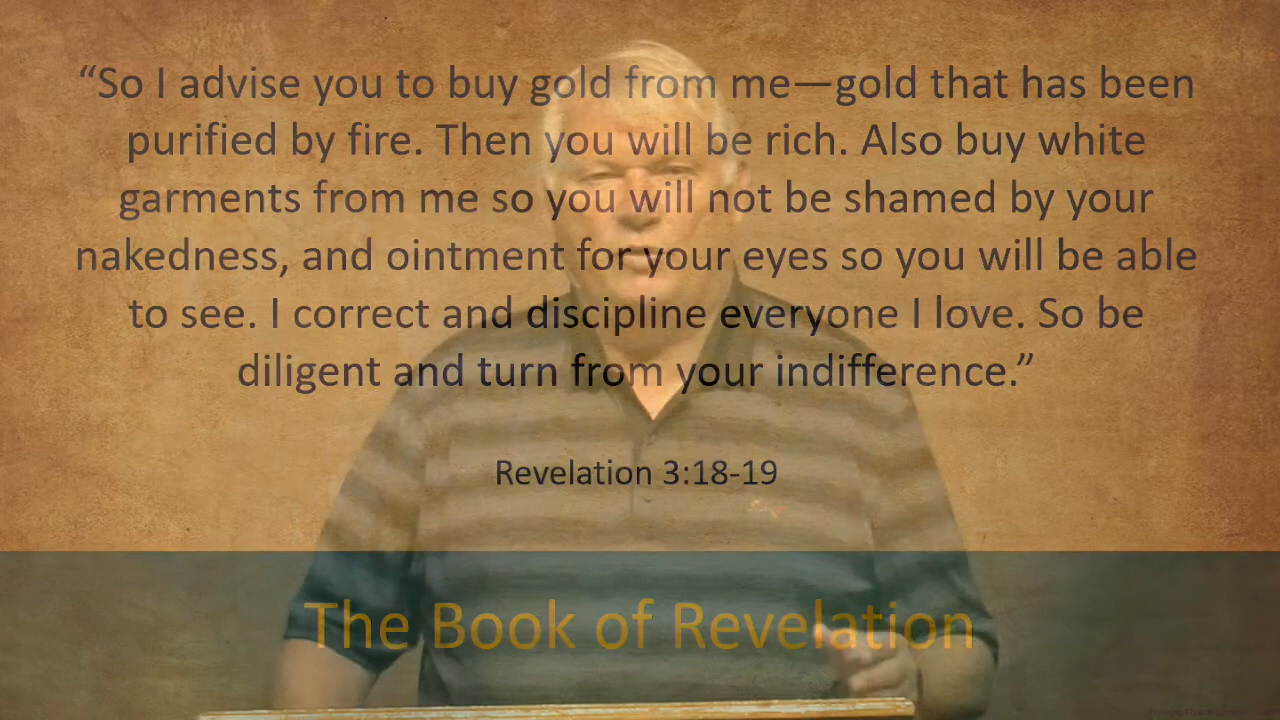 “So I advise you to buy gold from me—gold that has been
purified by fire. Then you will be rich. Also buy white
garments from me so you will not be shamed by your
nakedness, and ointment for your eyes so you will be able
to see. I correct and discipline everyone I love. So be
diligent and turn from your indifference.”
Revelation 3:18-19
The Book of Revelation